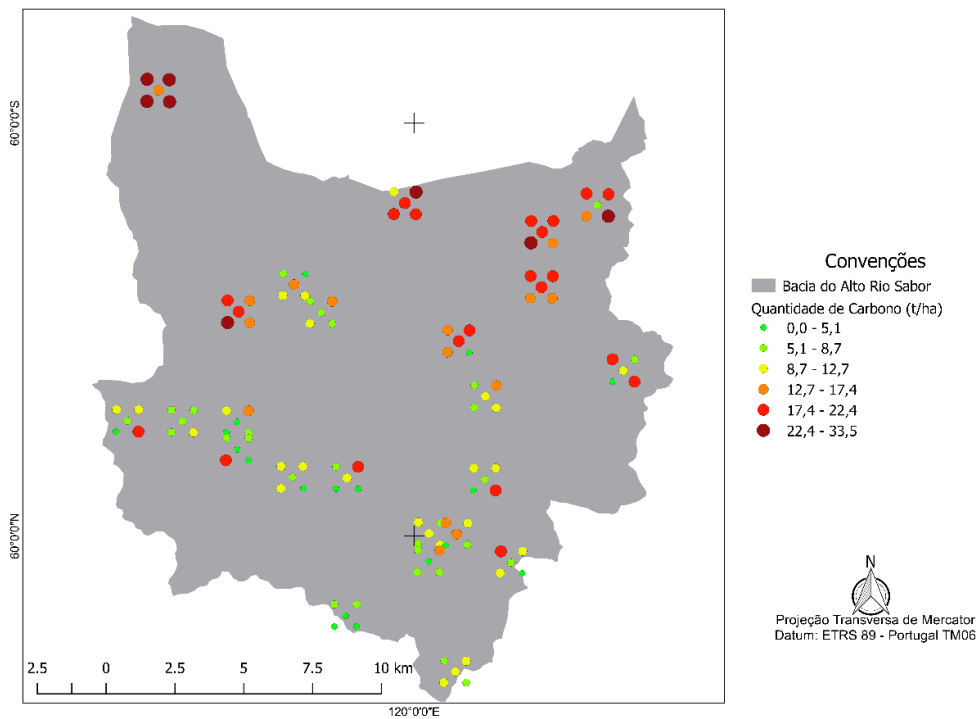 60°0'0"S
60°0'0"N
120°0'0"E
2.5 0 2.5 5 7.5 10 km
Convenções
Bacia do Alto Rio Sabor
Quantidade de Carbono (t/ha)
0,0 - 5,1
5,1 - 8,7
8,7 - 12,7
12,7 - 17,4
17,4 - 22,4
22,4 - 33,5
N
Projeção Transversa de Mercator
Datum: ETRS 89 - Portugal TM06